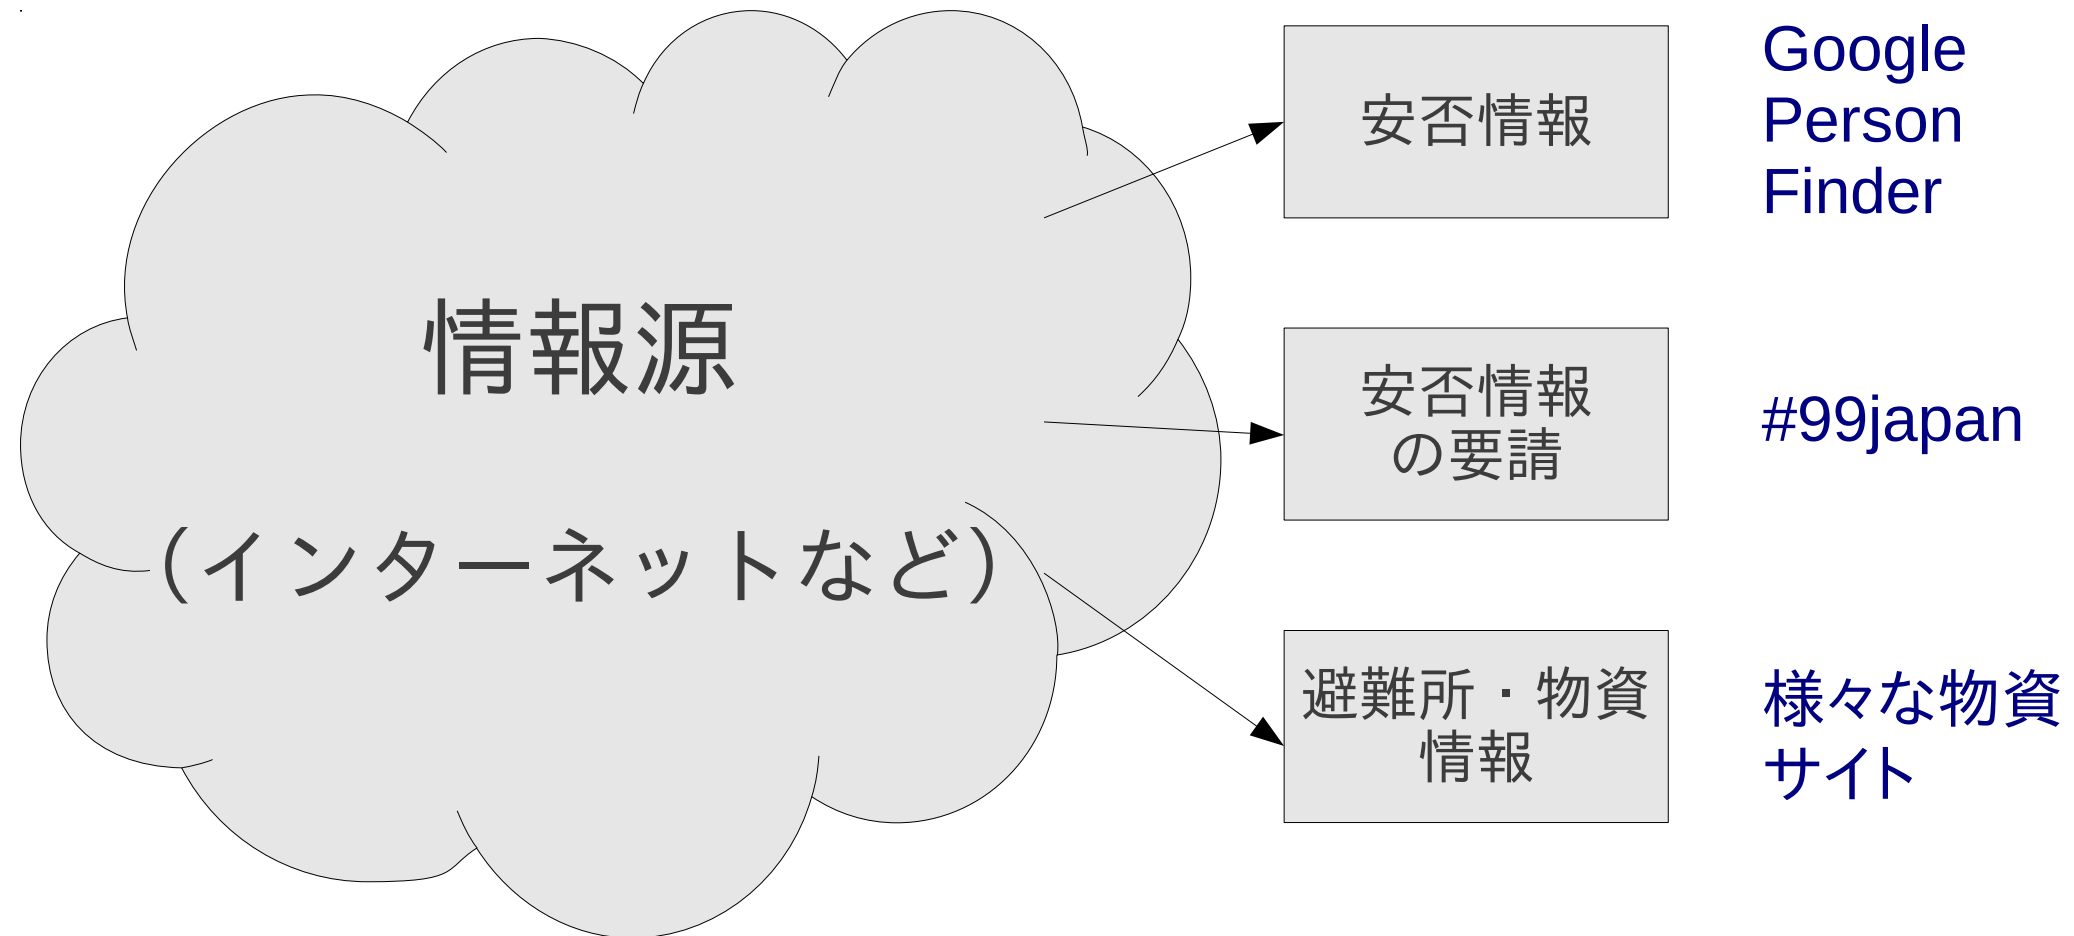 情報源
（インターネットなど）
安否情報
Google
Person
Finder
安否情報
の要請
#99japan
避難所・物資
情報
様々な物資
サイト